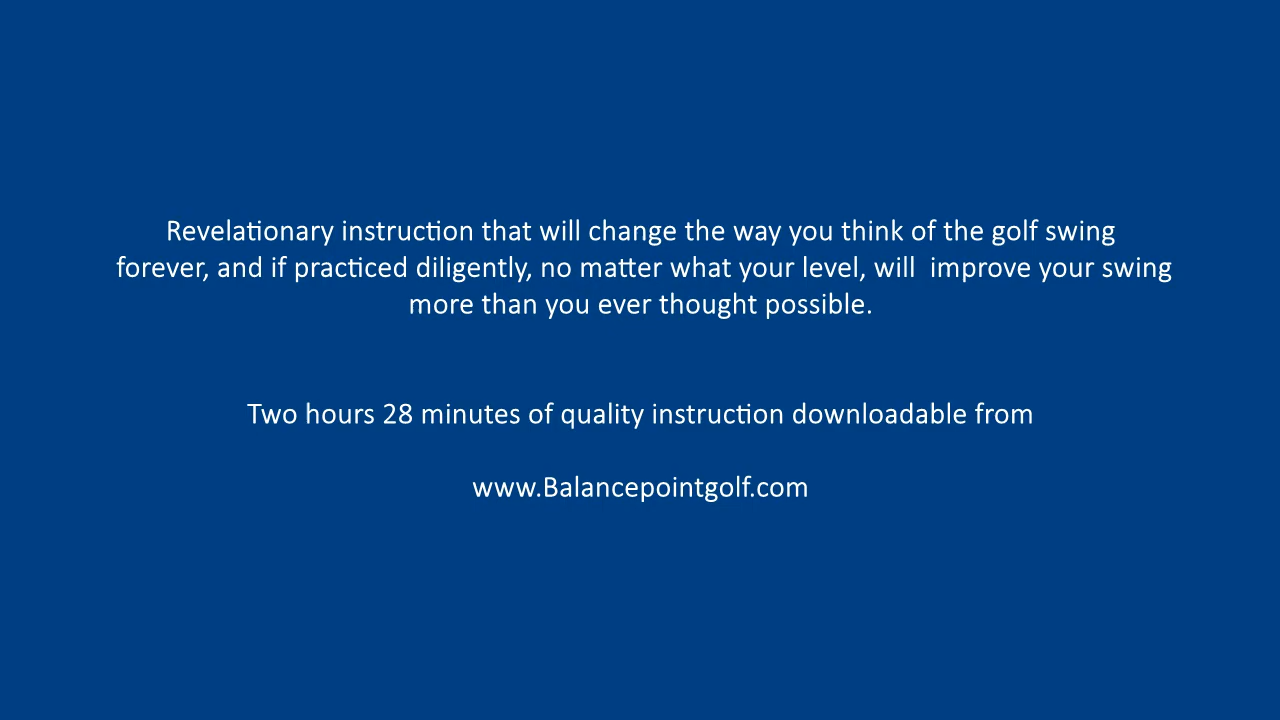 Revelationary instruction that will change the way you think of the golf swing
forever, and if practiced diligently, no matter what your level, will  improve your swing
more than you ever thought possible.
Two hours 28 minutes of quality instruction downloadable from
www.Balancepointgolf.com